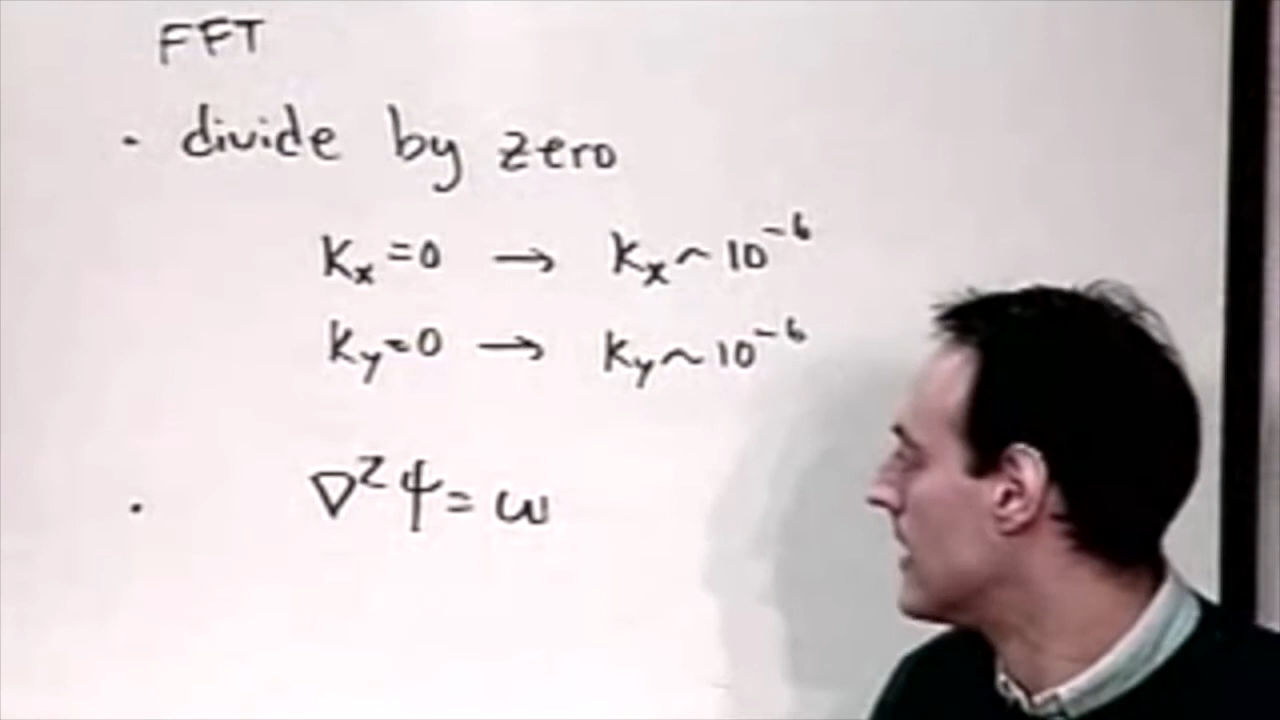 FFT
· divide by zero
Kₓ=0 → Kₓ~10⁻⁶
Ky=0 → Ky~10⁻⁶
· ∇²ψ=ω